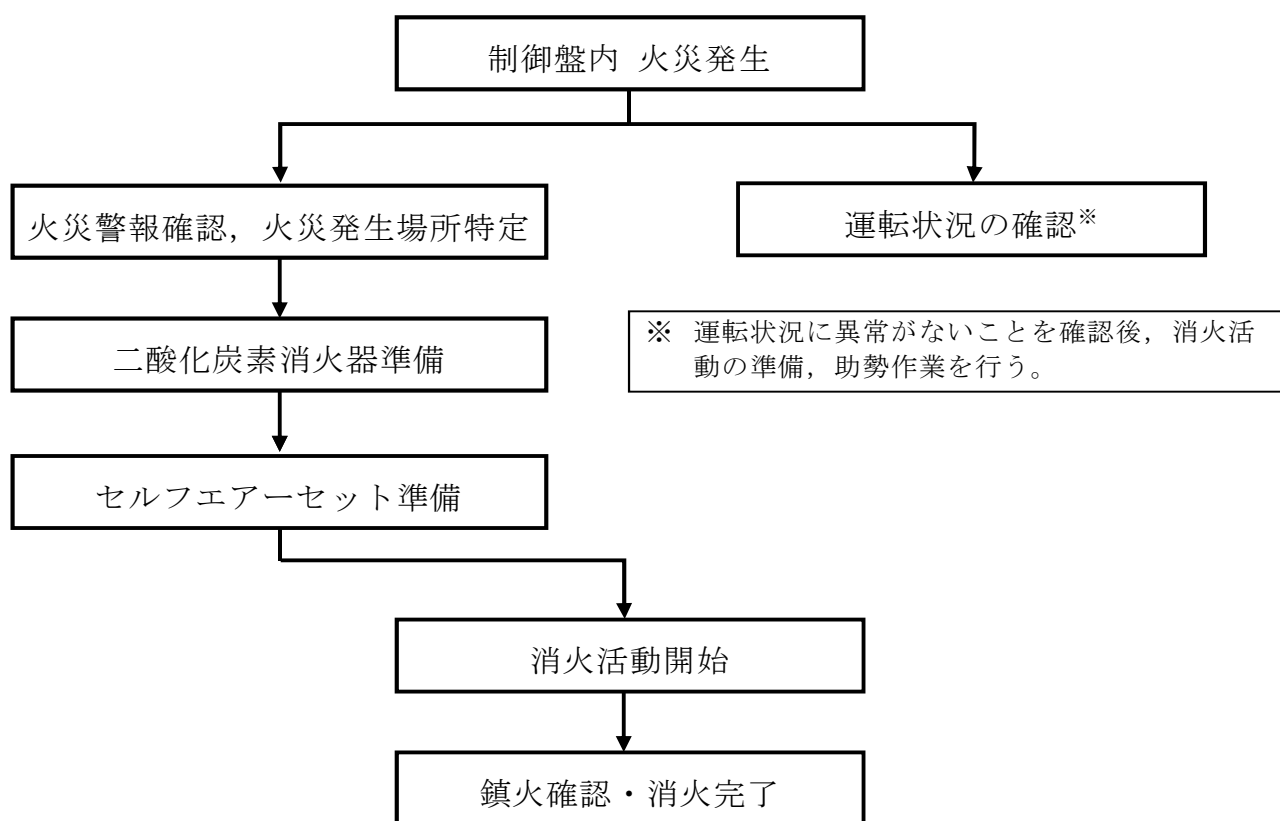 制御盤内 火災発生
火災警報確認，火災発生場所特定
運転状況の確認※
二酸化炭素消火器準備
※ 運転状況に異常がないことを確認後，消火活
動の準備，助勢作業を行う。
セルフエアーセット準備
消火活動開始
鎮火確認・消火完了